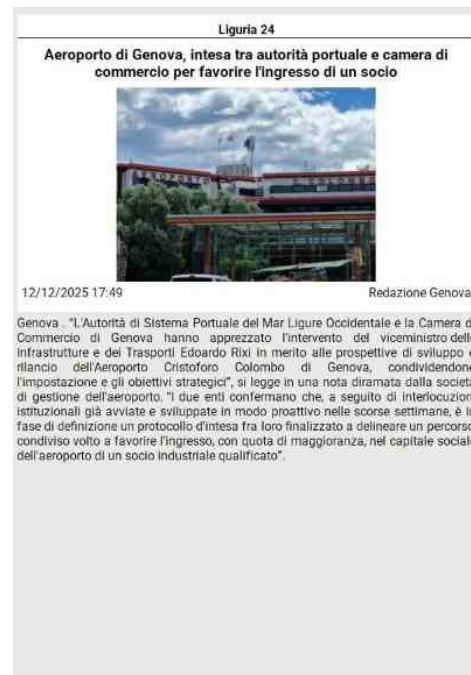 Liguria 24
Aeroporto di Genova, intesa tra autorità portuale e camera di
commercio per favorire l'ingresso di un socio
AEROPORTO
C. COLOMBO
12/12/2025 17:49
Redazione Genova
Genova . "L'Autorità di Sistema Portuale del Mar Ligure Occidentale e la Camera d
Commercio di Genova hanno apprezzato l'intervento del viceministro dell
Infrastrutture e dei Trasporti Edoardo Rixi in merito alle prospettive di sviluppo e
rilancio dell'Aeroporto Cristoforo Colombo di Genova, condividendone
l'impostazione e gli obiettivi strategici", si legge in una nota diramata dalla società
di gestione dell'aeroporto. "I due enti confermano che, a seguito di interlocuzion
istituzionali già avviate e sviluppate in modo proattivo nelle scorse settimane, è in
fase di definizione un protocollo d'intesa fra loro finalizzato a delineare un percorso
condiviso volto a favorire l'ingresso, con quota di maggioranza, nel capitale sociale
dell'aeroporto di un socio industriale qualificato".